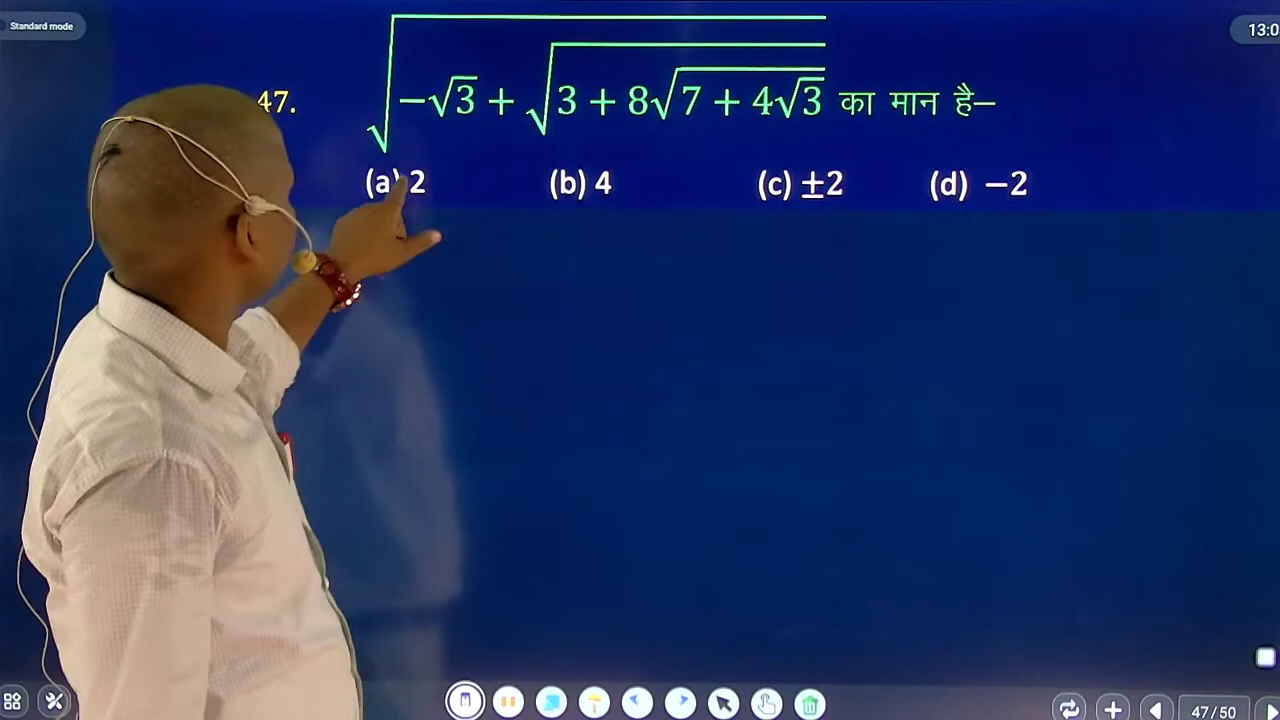 Standard mode
13:0
47. √(-√3 + √(3 + 8√(7 + 4√3))) का मान है–
(a) 2 (b) 4 (c) ±2 (d) −2
47/50